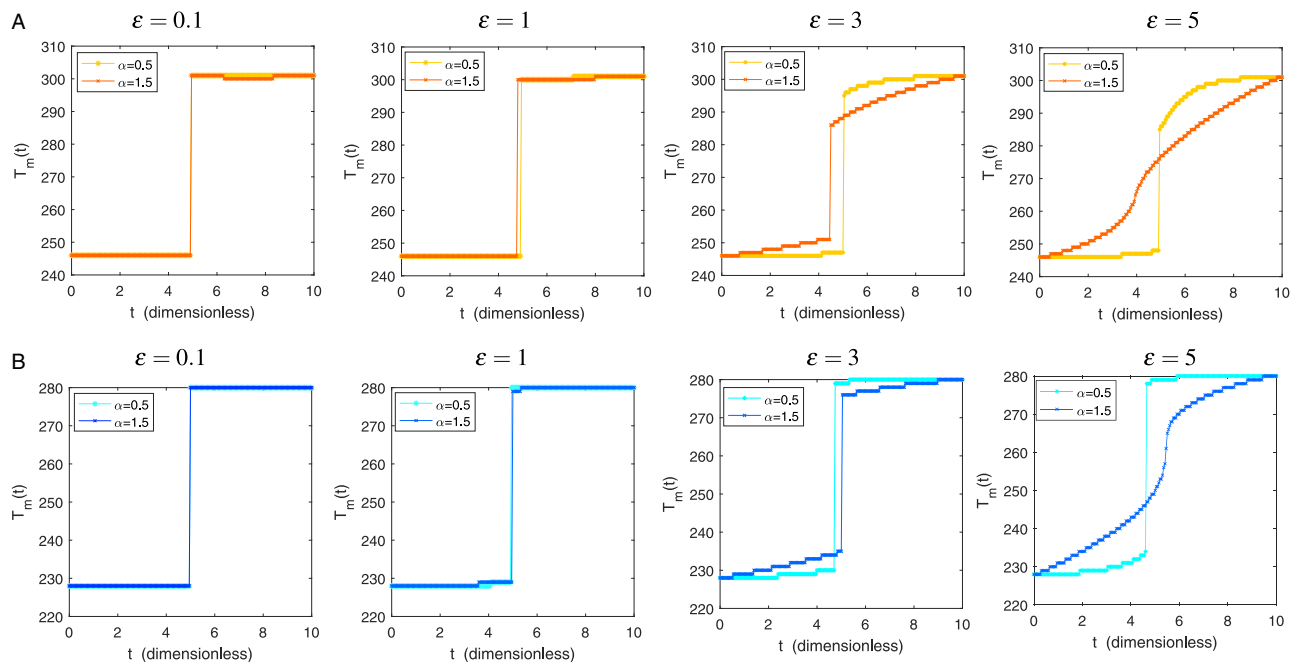 A
ε = 0.1
ε = 1
ε = 3
ε = 5
310
300
290
280
270
260
250
240
T_m(t)
α=0.5
α=1.5
0 2 4 6 8 10
t (dimensionless)
310
300
290
280
270
260
250
240
T_m(t)
α=0.5
α=1.5
0 2 4 6 8 10
t (dimensionless)
310
300
290
280
270
260
250
240
T_m(t)
α=0.5
α=1.5
0 2 4 6 8 10
t (dimensionless)
310
300
290
280
270
260
250
240
T_m(t)
α=0.5
α=1.5
0 2 4 6 8 10
t (dimensionless)
B
ε = 0.1
ε = 1
ε = 3
ε = 5
280
270
260
250
240
230
220
T_m(t)
α=0.5
α=1.5
0 2 4 6 8 10
t (dimensionless)
280
270
260
250
240
230
220
T_m(t)
α=0.5
α=1.5
0 2 4 6 8 10
t (dimensionless)
280
270
260
250
240
230
220
T_m(t)
α=0.5
α=1.5
0 2 4 6 8 10
t (dimensionless)
280
270
260
250
240
230
220
T_m(t)
α=0.5
α=1.5
0 2 4 6 8 10
t (dimensionless)